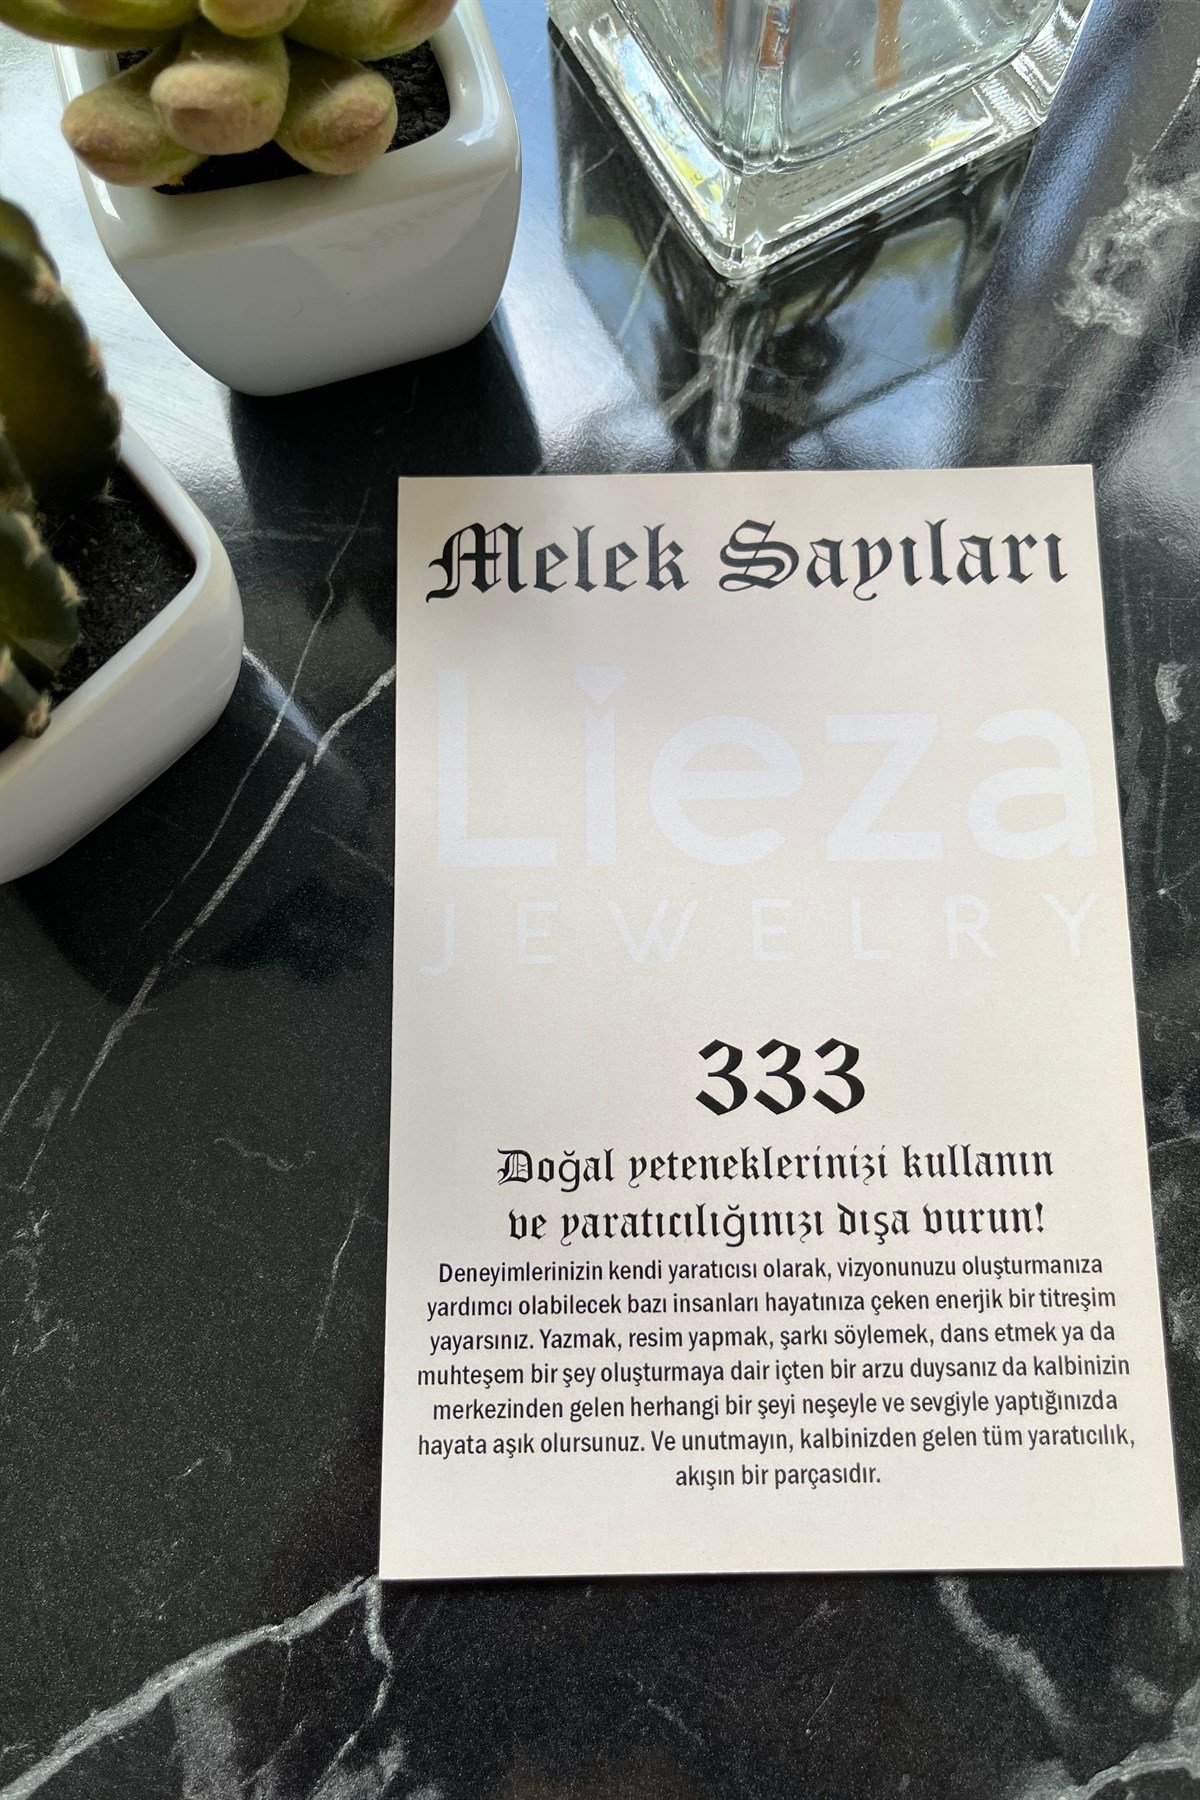 Melek Sayıları
Lieza
JEWELRY
333
Doğal yeteneklerinizi kullanın
ve yaratıcılığınızı dışa vurun!
Deneyimlerinizin kendi yaratıcısı olarak, vizyonunuzu oluşturmanıza
yardımcı olabilecek bazı insanları hayatınıza çeken enerjik bir titreşim
yayarsınız. Yazmak, resim yapmak, şarkı söylemek, dans etmek ya da
muhteşem bir şey oluşturmaya dair içten bir arzu duysanız da kalbinizin
merkezinden gelen herhangi bir şeyi neşeyle ve sevgiyle yaptığınızda
hayata aşık olursunuz. Ve unutmayın, kalbinizden gelen tüm yaratıcılık,
akışın bir parçasıdır.